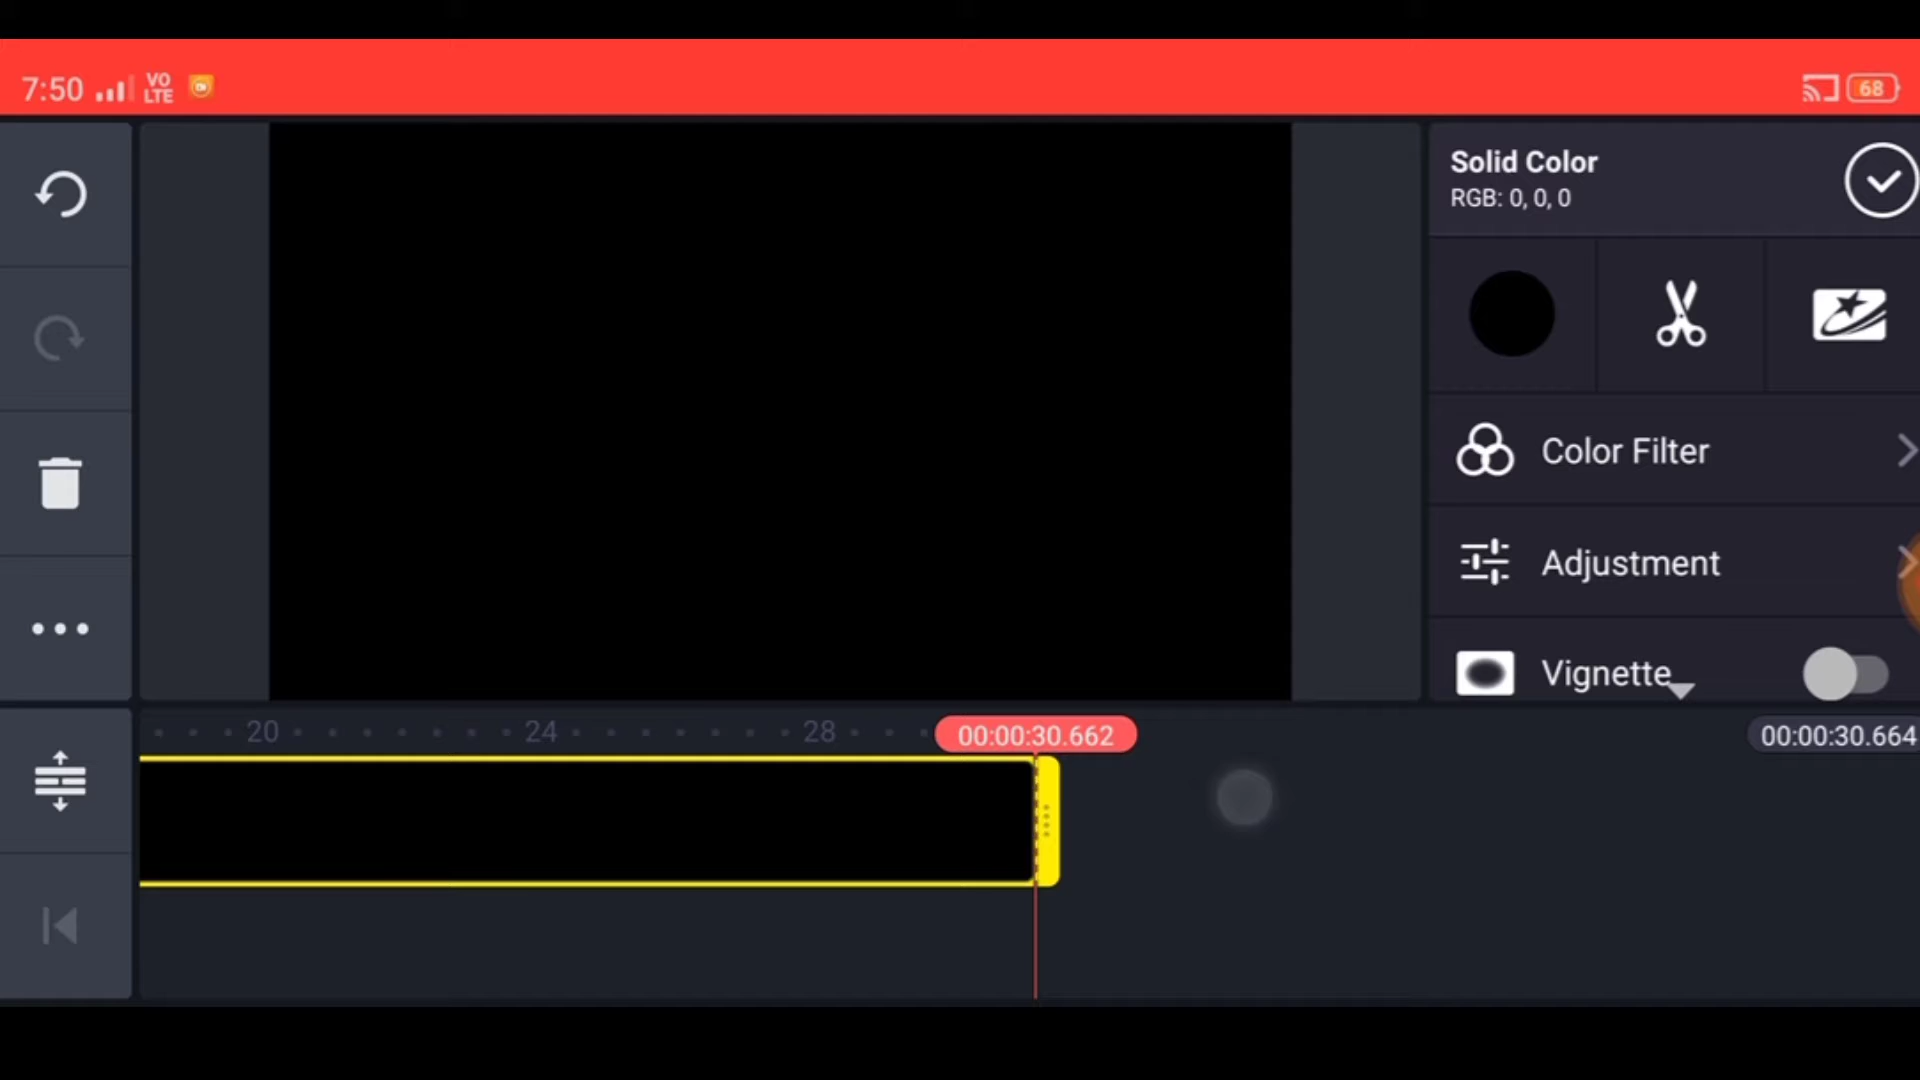 7:50 VO LTE 68
Solid Color
RGB: 0, 0, 0
Color Filter
Adjustment
Vignette
20 24 28 00:00:30.662 00:00:30.664